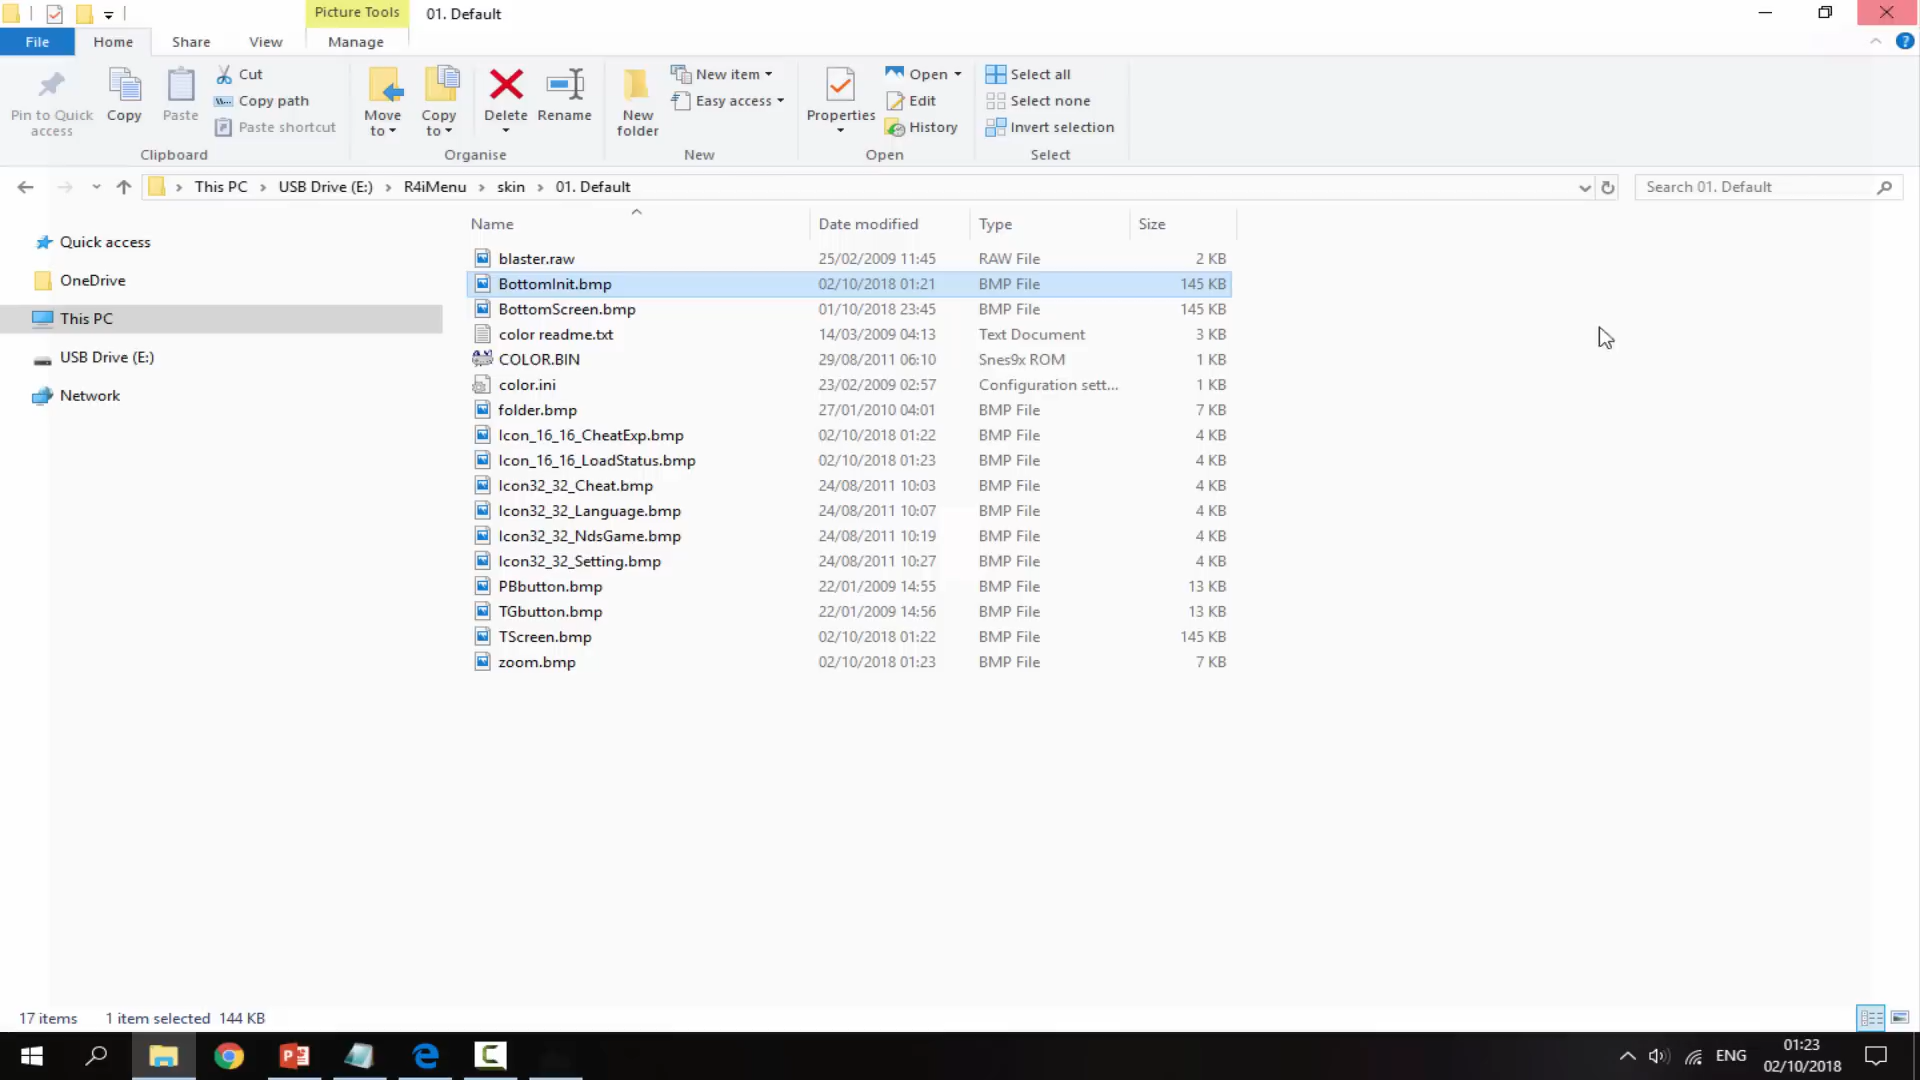 Picture Tools 01. Default
File Home Share View Manage
Pin to Quick access
Copy
Paste
Cut
Copy path
Paste shortcut
Clipboard
Move to
Copy to
Delete
Rename
Organise
New folder
New item
Easy access
New
Properties
Open
Edit
History
Open
Select all
Select none
Invert selection
Select
This PC USB Drive (E:) R4iMenu skin 01. Default
Search 01. Default
Quick access
OneDrive
This PC
USB Drive (E:)
Network
Name Date modified Type Size
blaster.raw 25/02/2009 11:45 RAW File 2 KB
BottomInit.bmp 02/10/2018 01:21 BMP File 145 KB
BottomScreen.bmp 01/10/2018 23:45 BMP File 145 KB
color readme.txt 14/03/2009 04:13 Text Document 3 KB
COLOR.BIN 29/08/2011 06:10 Snes9x ROM 1 KB
color.ini 23/02/2009 02:57 Configuration sett... 1 KB
folder.bmp 27/01/2010 04:01 BMP File 7 KB
Icon_16_16_CheatExp.bmp 02/10/2018 01:22 BMP File 4 KB
Icon_16_16_LoadStatus.bmp 02/10/2018 01:23 BMP File 4 KB
Icon32_32_Cheat.bmp 24/08/2011 10:03 BMP File 4 KB
Icon32_32_Language.bmp 24/08/2011 10:07 BMP File 4 KB
Icon32_32_NdsGame.bmp 24/08/2011 10:19 BMP File 4 KB
Icon32_32_Setting.bmp 24/08/2011 10:27 BMP File 4 KB
PBbutton.bmp 22/01/2009 14:55 BMP File 13 KB
TGbutton.bmp 22/01/2009 14:56 BMP File 13 KB
TScreen.bmp 02/10/2018 01:22 BMP File 145 KB
zoom.bmp 02/10/2018 01:23 BMP File 7 KB
17 items 1 item selected 144 KB
ENG
01:23
02/10/2018